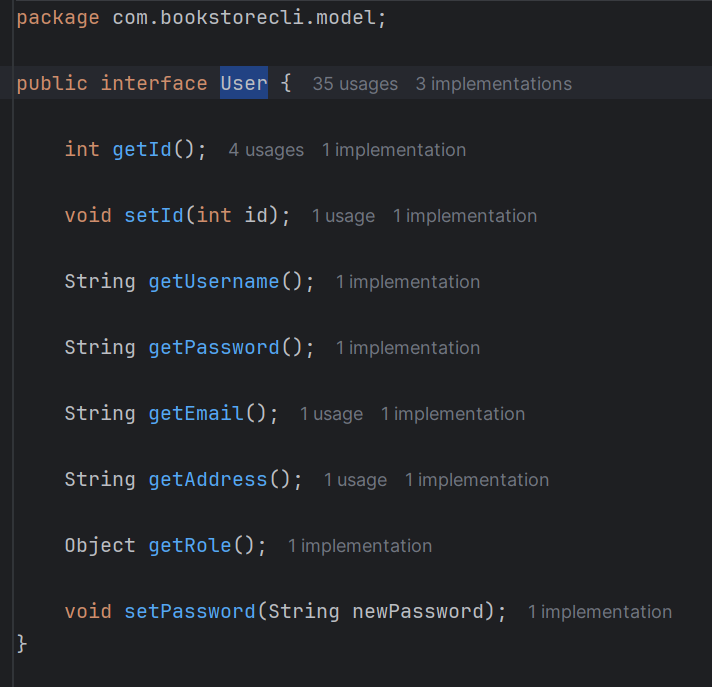 package com.bookstorecli.model;
public interface User { 35 usages 3 implementations
int getId(); 4 usages 1 implementation
void setId(int id); 1 usage 1 implementation
String getUsername(); 1 implementation
String getPassword(); 1 implementation
String getEmail(); 1 usage 1 implementation
String getAddress(); 1 usage 1 implementation
Object getRole(); 1 implementation
void setPassword(String newPassword); 1 implementation
}